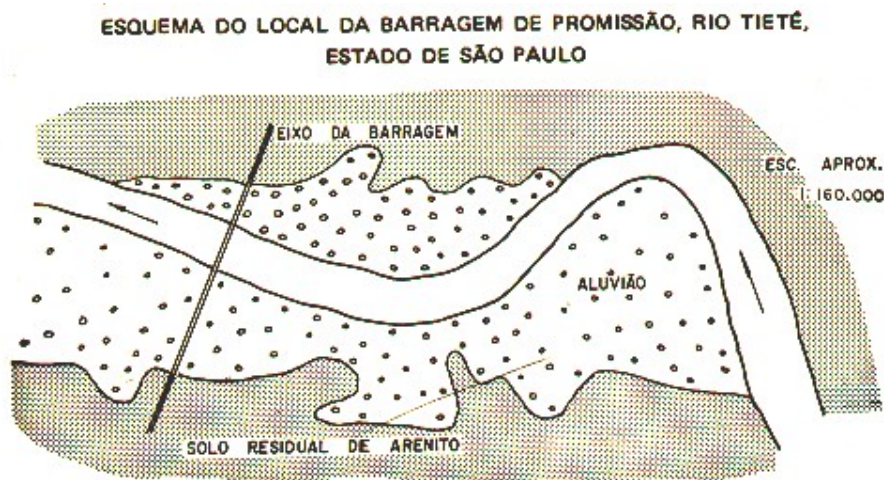 ESQUEMA DO LOCAL DA BARRAGEM DE PROMISSÃO, RIO TIETÊ,
ESTADO DE SÃO PAULO
EIXO DA BARRAGEM
ESC. APROX.
1:160.000
ALUVIÃO
SOLO RESIDUAL DE ARENITO